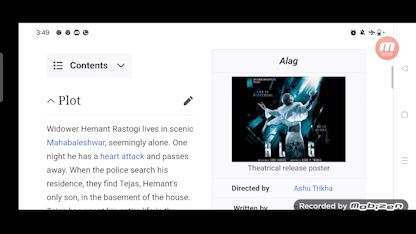 3:49
Contents
Alag
Plot
Widower Hemant Rastogi lives in scenic
Mahabaleshwar, seemingly alone. One
night he has a heart attack and passes
away. When the police search his
residence, they find Tejas, Hemant's
only son, in the basement of the house.
ALAG
Theatrical release poster
Directed by Ashu Trikha
Written by
Recorded by Mobizen